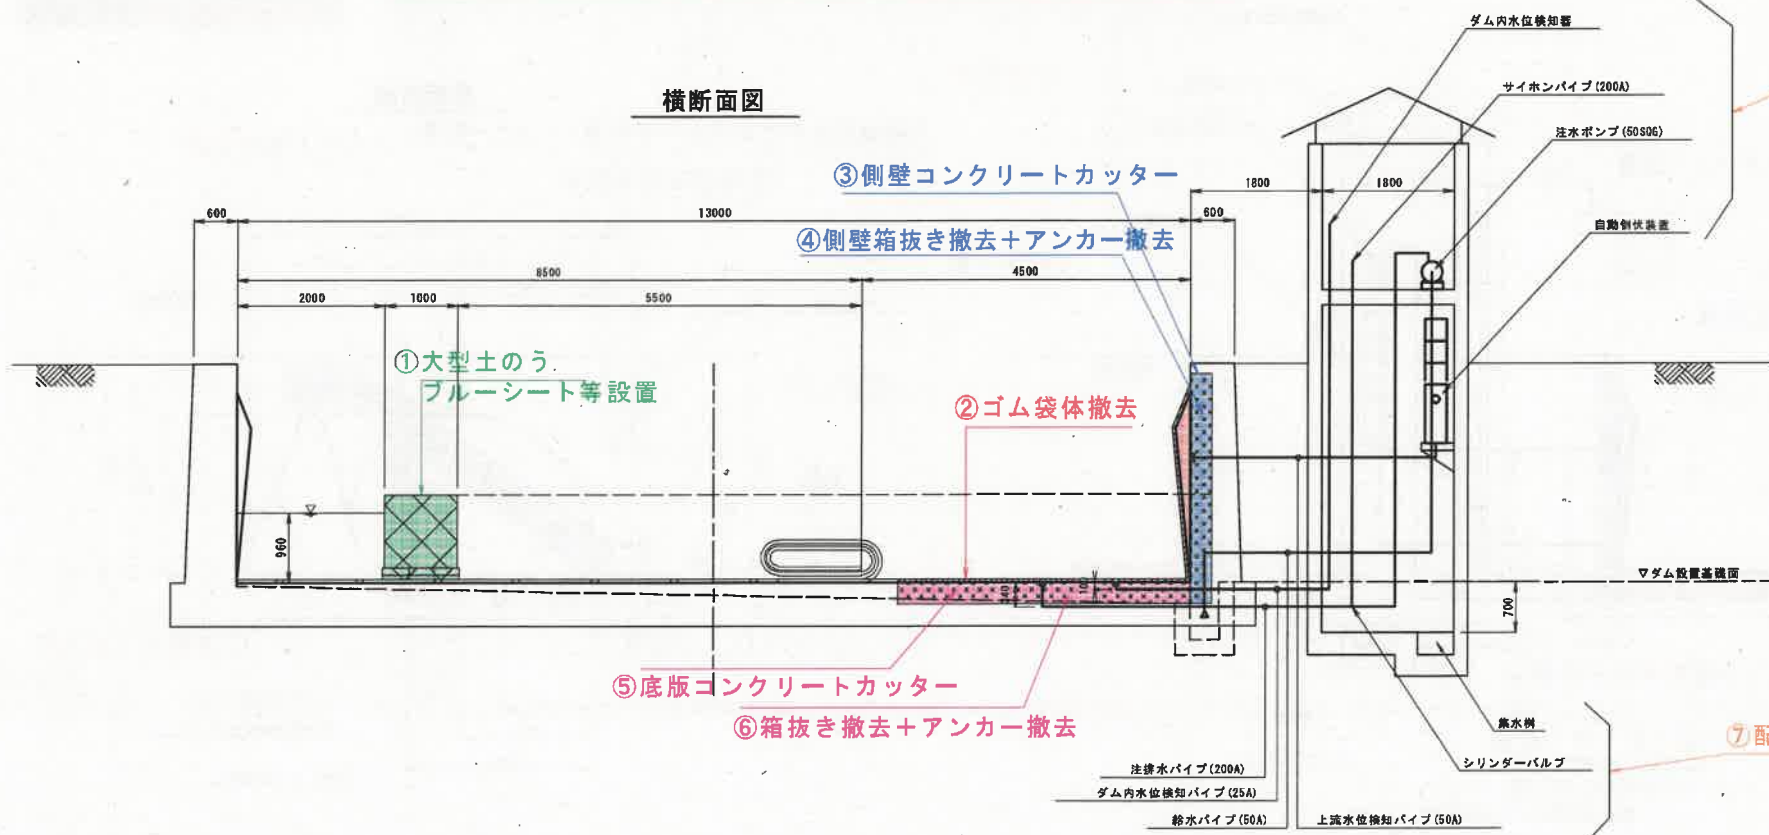 横断面図
ダム内水位検知器
サイホンパイプ(200A)
注水ポンプ(50SQG)
自動倒伏装置
③側壁コンクリートカッター
④側壁箱抜き撤去+アンカー撤去
1800
1800
600
13000
600
8500
4500
2000
1000
5500
①大型土のう
ブルーシート等設置
②ゴム袋体撤去
960
▽ダム設置基礎面
700
⑤底版コンクリートカッター
⑥箱抜き撤去+アンカー撤去
集水桝
シリンダーバルブ
⑦配
注排水パイプ(200A)
ダム内水位検知パイプ(25A)
給水パイプ(50A)
上流水位検知パイプ(50A)